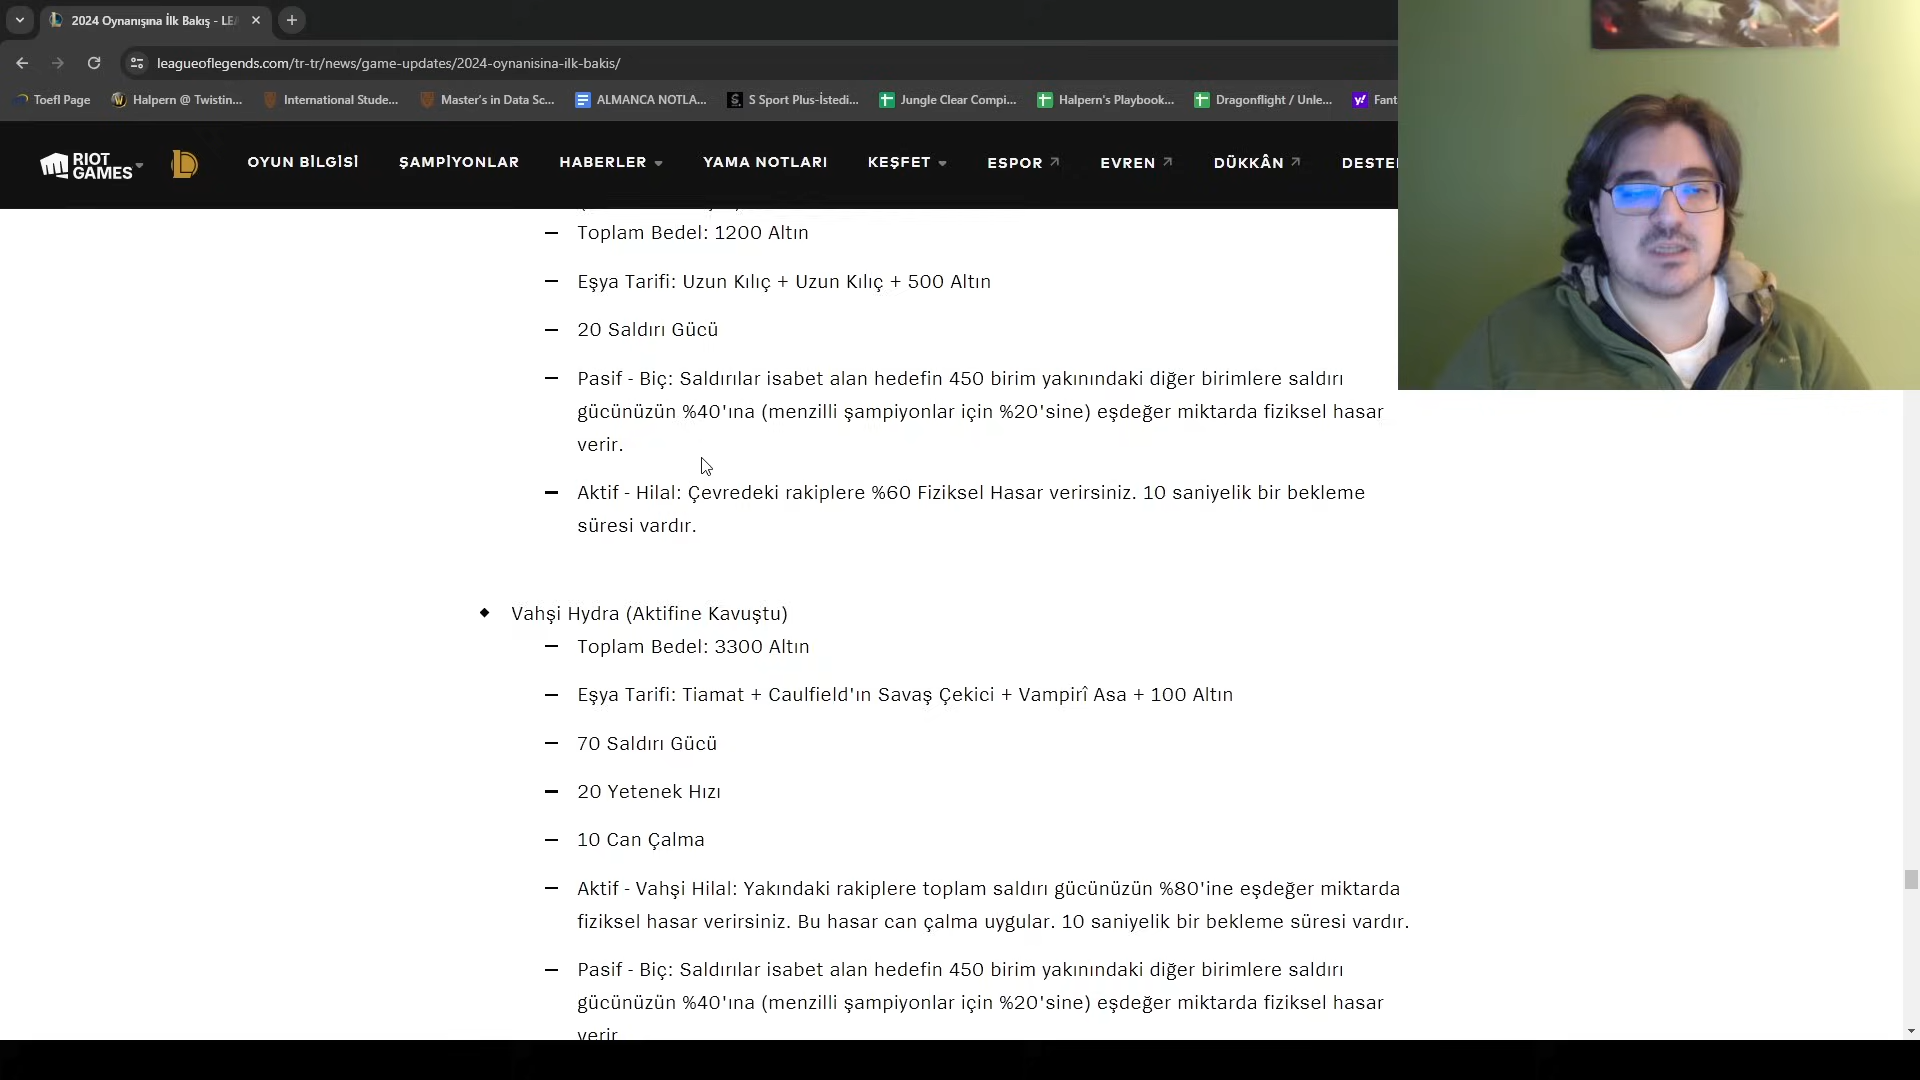 2024 Oynanışına İlk Bakış - LEA
leagueoflegends.com/tr-tr/news/game-updates/2024-oynanisina-ilk-bakis/
Toefl Page
Halpern @ Twistin...
International Stude...
Master's in Data Sc...
ALMANCA NOTLA...
S Sport Plus-İstedi...
Jungle Clear Compi...
Halpern's Playbook...
Dragonflight / Unle...
Fant
RIOT
GAMES
OYUN BİLGİSİ
ŞAMPİYONLAR
HABERLER
YAMA NOTLARI
KEŞFET
ESPOR
EVREN
DÜKKÂN
DESTE
— Toplam Bedel: 1200 Altın
— Eşya Tarifi: Uzun Kılıç + Uzun Kılıç + 500 Altın
— 20 Saldırı Gücü
— Pasif - Biç: Saldırılar isabet alan hedefin 450 birim yakınındaki diğer birimlere saldırı
gücünüzün %40'ına (menzilli şampiyonlar için %20'sine) eşdeğer miktarda fiziksel hasar
verir.
— Aktif - Hilal: Çevredeki rakiplere %60 Fiziksel Hasar verirsiniz. 10 saniyelik bir bekleme
süresi vardır.
◆ Vahşi Hydra (Aktifine Kavuştu)
— Toplam Bedel: 3300 Altın
— Eşya Tarifi: Tiamat + Caulfield'ın Savaş Çekici + Vampirî Asa + 100 Altın
— 70 Saldırı Gücü
— 20 Yetenek Hızı
— 10 Can Çalma
— Aktif - Vahşi Hilal: Yakındaki rakiplere toplam saldırı gücünüzün %80'ine eşdeğer miktarda
fiziksel hasar verirsiniz. Bu hasar can çalma uygular. 10 saniyelik bir bekleme süresi vardır.
— Pasif - Biç: Saldırılar isabet alan hedefin 450 birim yakınındaki diğer birimlere saldırı
gücünüzün %40'ına (menzilli şampiyonlar için %20'sine) eşdeğer miktarda fiziksel hasar
verir